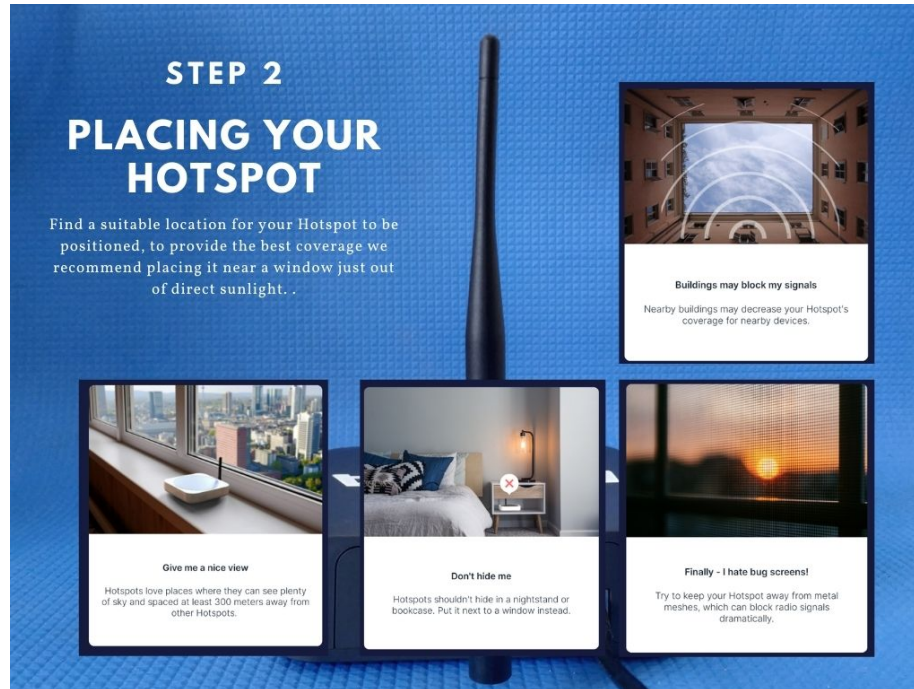 STEP 2
PLACING YOUR
HOTSPOT
Find a suitable location for your Hotspot to be
positioned, to provide the best coverage we
recommend placing it near a window just out
of direct sunlight. .
Buildings may block my signals
Nearby buildings may decrease your Hotspot's
coverage for nearby devices.
Give me a nice view
Hotspots love places where they can see plenty
of sky and spaced at least 300 meters away from
other Hotspots.
Don't hide me
Hotspots shouldn't hide in a nightstand or
bookcase. Put it next to a window instead.
Finally - I hate bug screens!
Try to keep your Hotspot away from metal
meshes, which can block radio signals
dramatically.